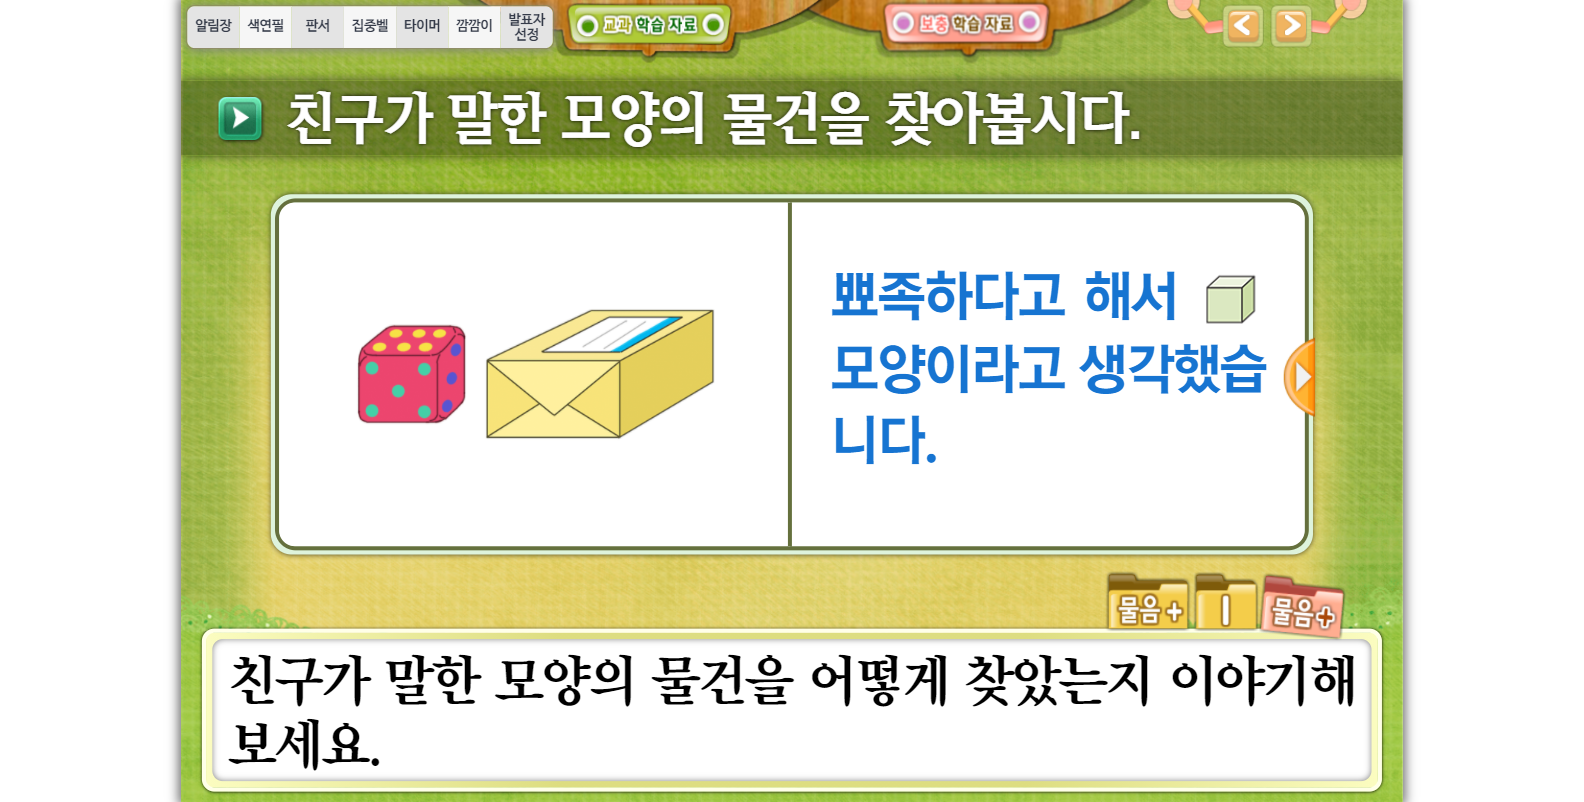 알림장 색연필 판서 집중벨 타이머 깜깜이 발표자 선정
교과 학습 자료
보충 학습 자료
친구가 말한 모양의 물건을 찾아봅시다.
뾰족하다고 해서
모양이라고 생각했습
니다.
물음+ 1 물음+
친구가 말한 모양의 물건을 어떻게 찾았는지 이야기해
보세요.